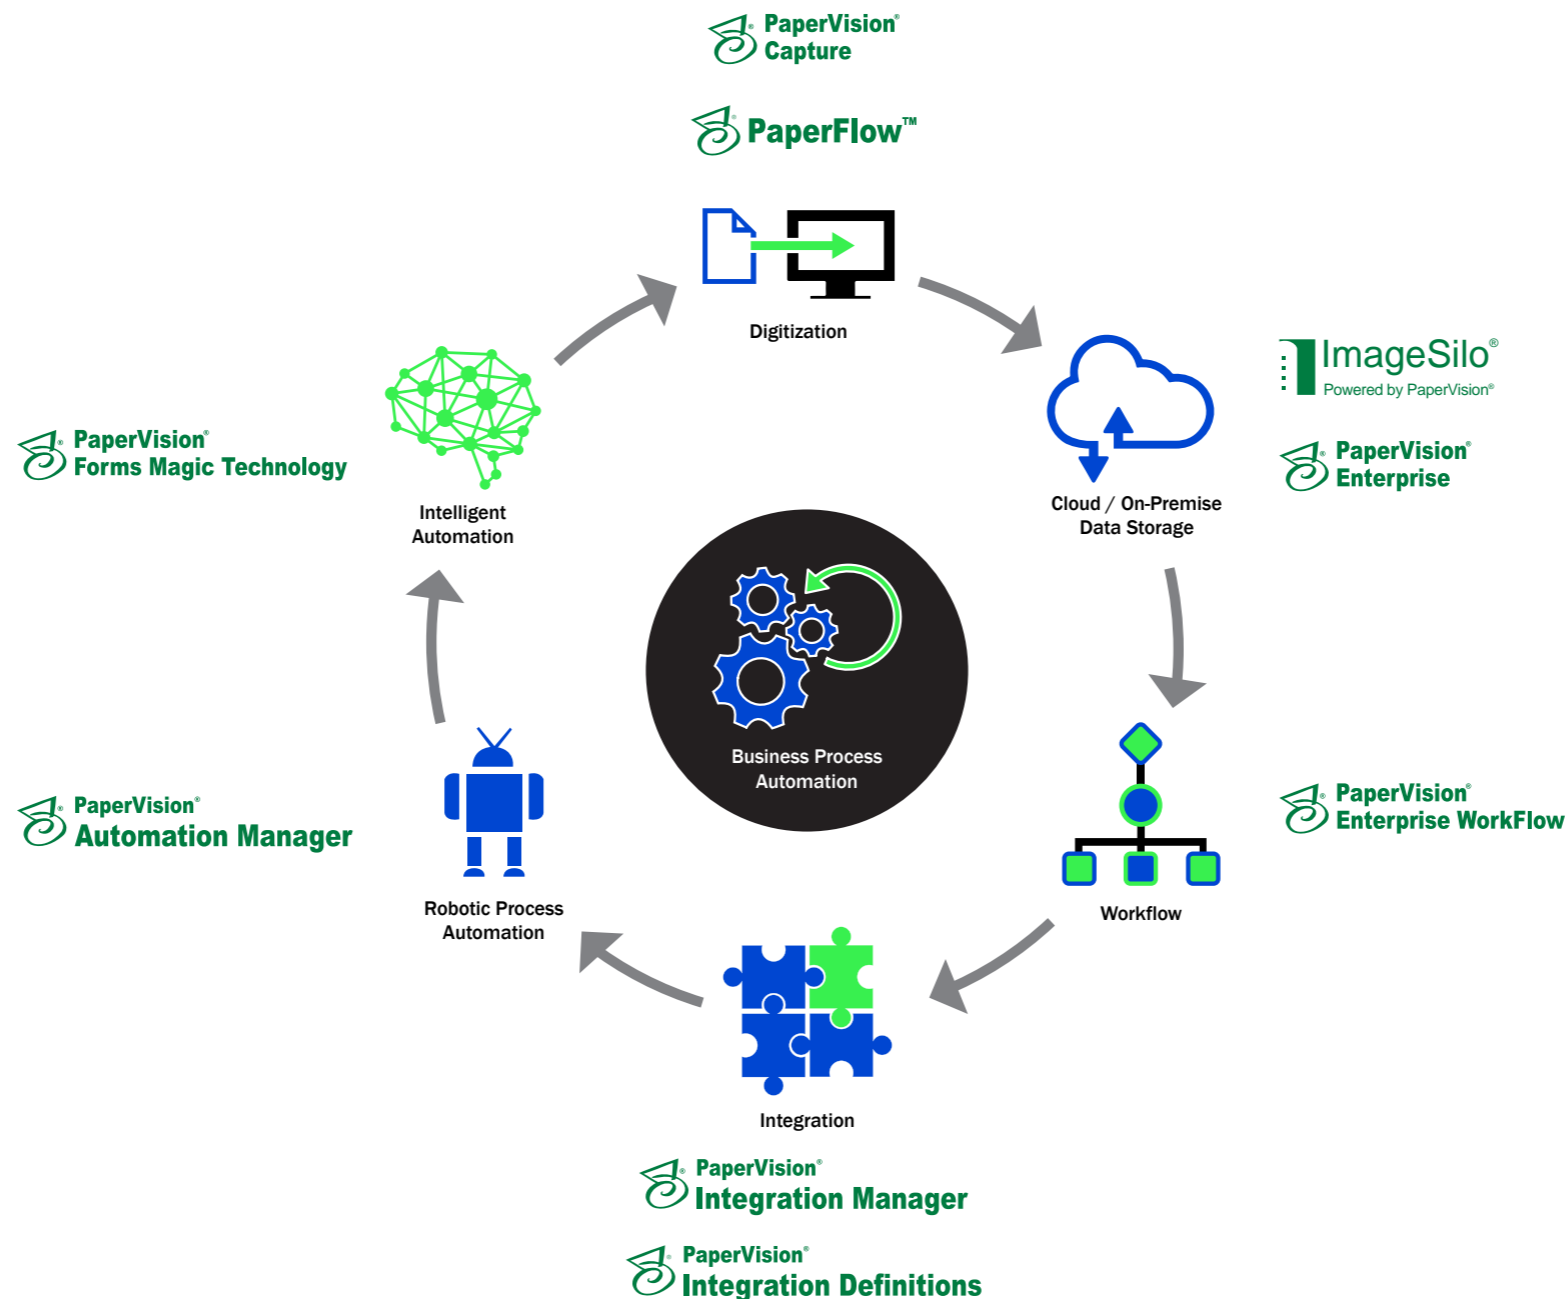 PaperVision®
Capture
PaperFlow™
Digitization
ImageSilo®
Powered by PaperVision®
PaperVision®
Enterprise
Cloud / On-Premise
Data Storage
PaperVision®
Forms Magic Technology
Intelligent
Automation
Business Process
Automation
PaperVision®
Enterprise WorkFlow
Workflow
PaperVision®
Automation Manager
Robotic Process
Automation
Integration
PaperVision®
Integration Manager
PaperVision®
Integration Definitions